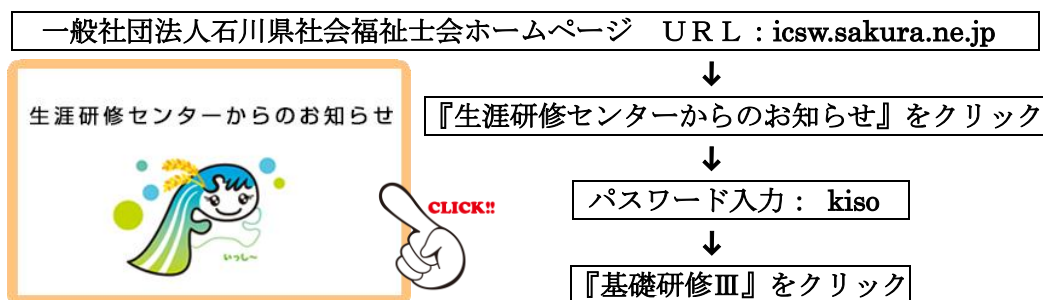 一般社団法人石川県社会福祉士会ホームページ　ＵＲＬ：icsw.sakura.ne.jp
↓
生涯研修センターからのお知らせ
『生涯研修センターからのお知らせ』をクリック
↓
いっし～
CLICK!!
パスワード入力： kiso
↓
『基礎研修Ⅲ』をクリック